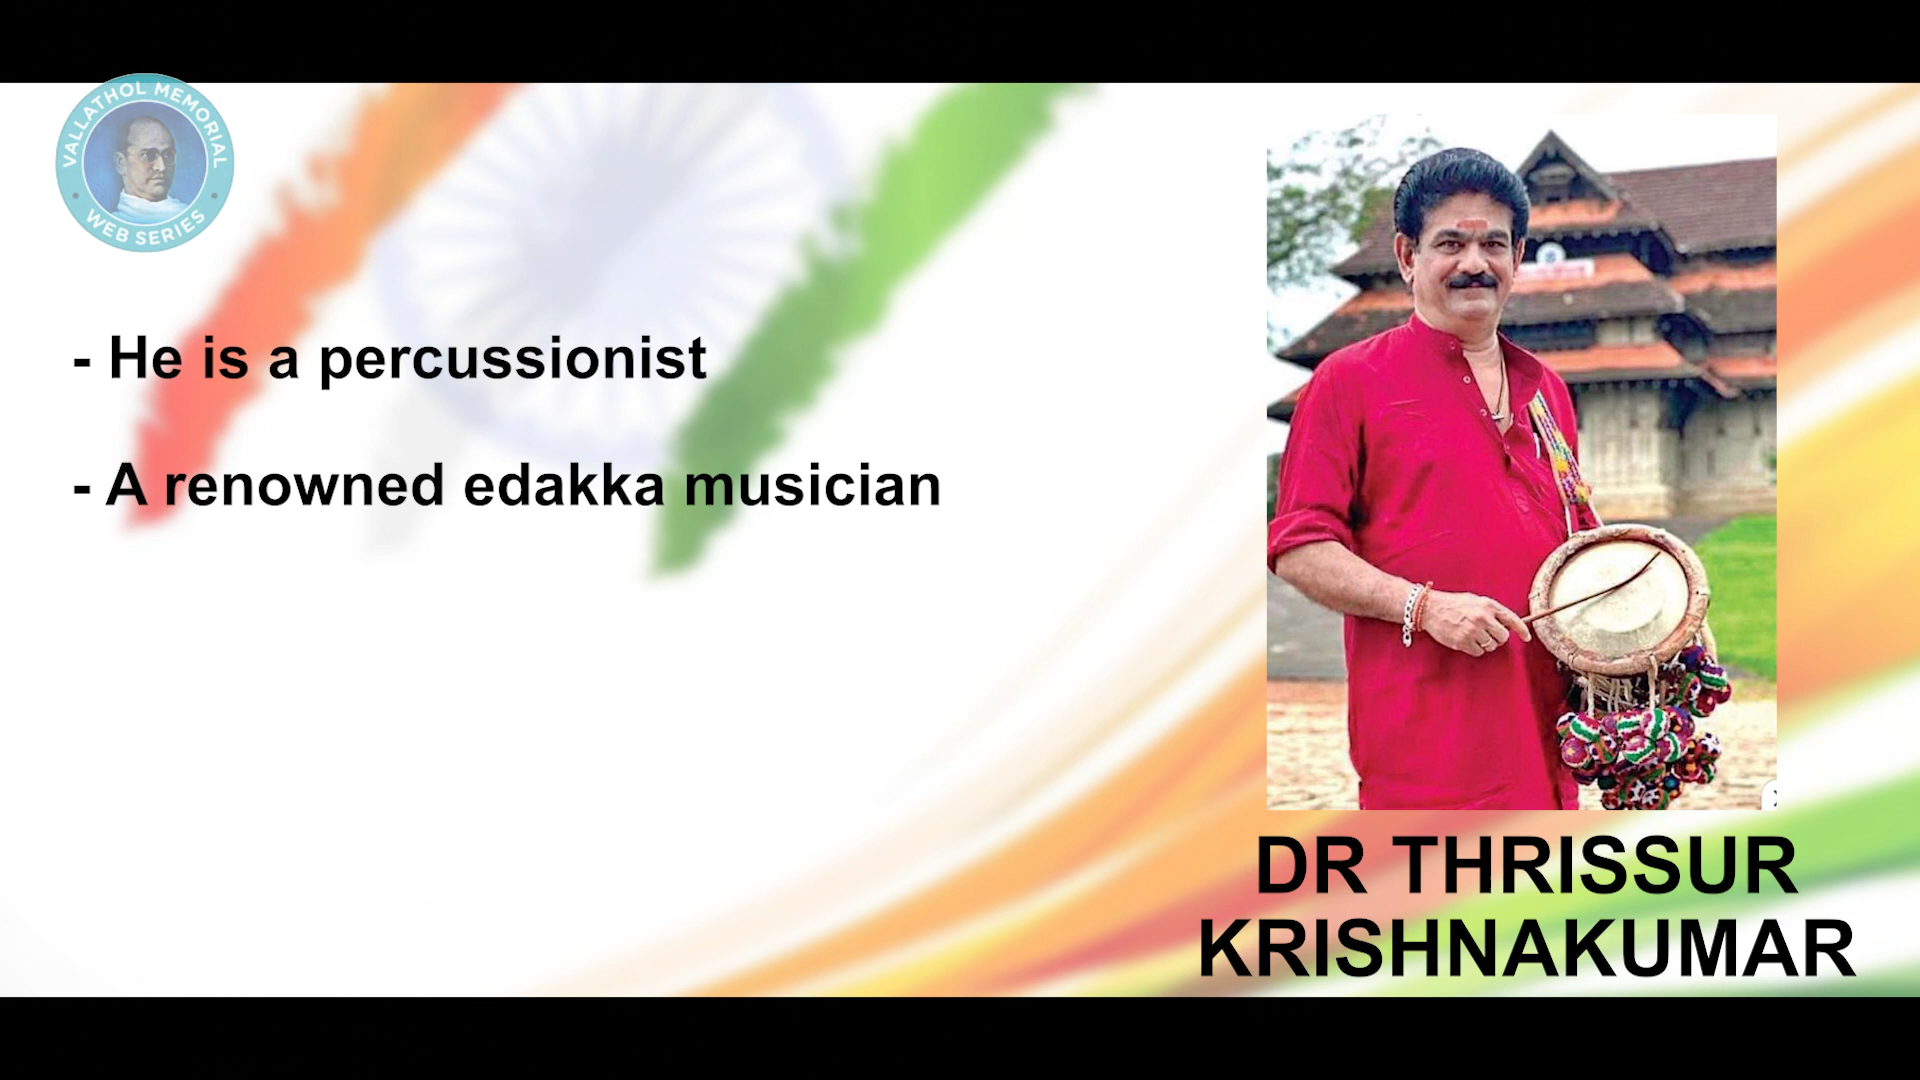 VALLATHOL MEMORIAL
WEB SERIES
- He is a percussionist
- A renowned edakka musician
DR THRISSUR
KRISHNAKUMAR